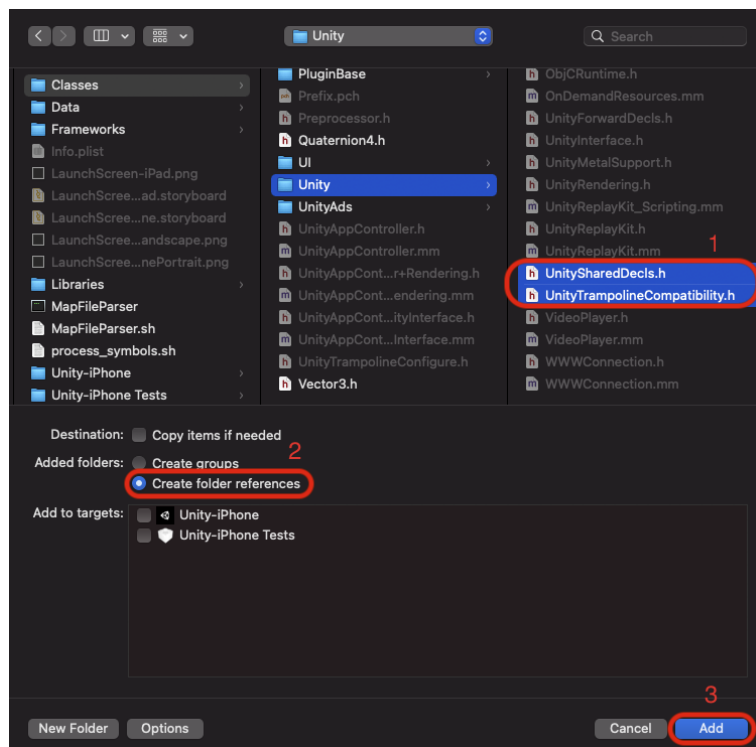 Unity
Search
Classes
Data
Frameworks
Info.plist
LaunchScreen-iPad.png
LaunchScree...ad.storyboard
LaunchScree...ne.storyboard
LaunchScree...andscape.png
LaunchScree...nePortrait.png
Libraries
MapFileParser
MapFileParser.sh
process_symbols.sh
Unity-iPhone
Unity-iPhone Tests
PluginBase
Prefix.pch
Preprocessor.h
Quaternion4.h
UI
Unity
UnityAds
UnityAppController.h
UnityAppController.mm
UnityAppCont...r+Rendering.h
UnityAppCont...endering.mm
UnityAppCont...ityInterface.h
UnityAppCont...Interface.mm
UnityTrampolineConfigure.h
Vector3.h
ObjCRuntime.h
OnDemandResources.mm
UnityForwardDecls.h
UnityInterface.h
UnityMetalSupport.h
UnityRendering.h
UnityReplayKit_Scripting.mm
UnityReplayKit.h
UnityReplayKit.mm
1
UnitySharedDecls.h
UnityTrampolineCompatibility.h
VideoPlayer.h
VideoPlayer.mm
WWWConnection.h
WWWConnection.mm
Destination: Copy items if needed
Added folders: Create groups
2
Create folder references
Add to targets: Unity-iPhone
Unity-iPhone Tests
3
New Folder Options Cancel Add